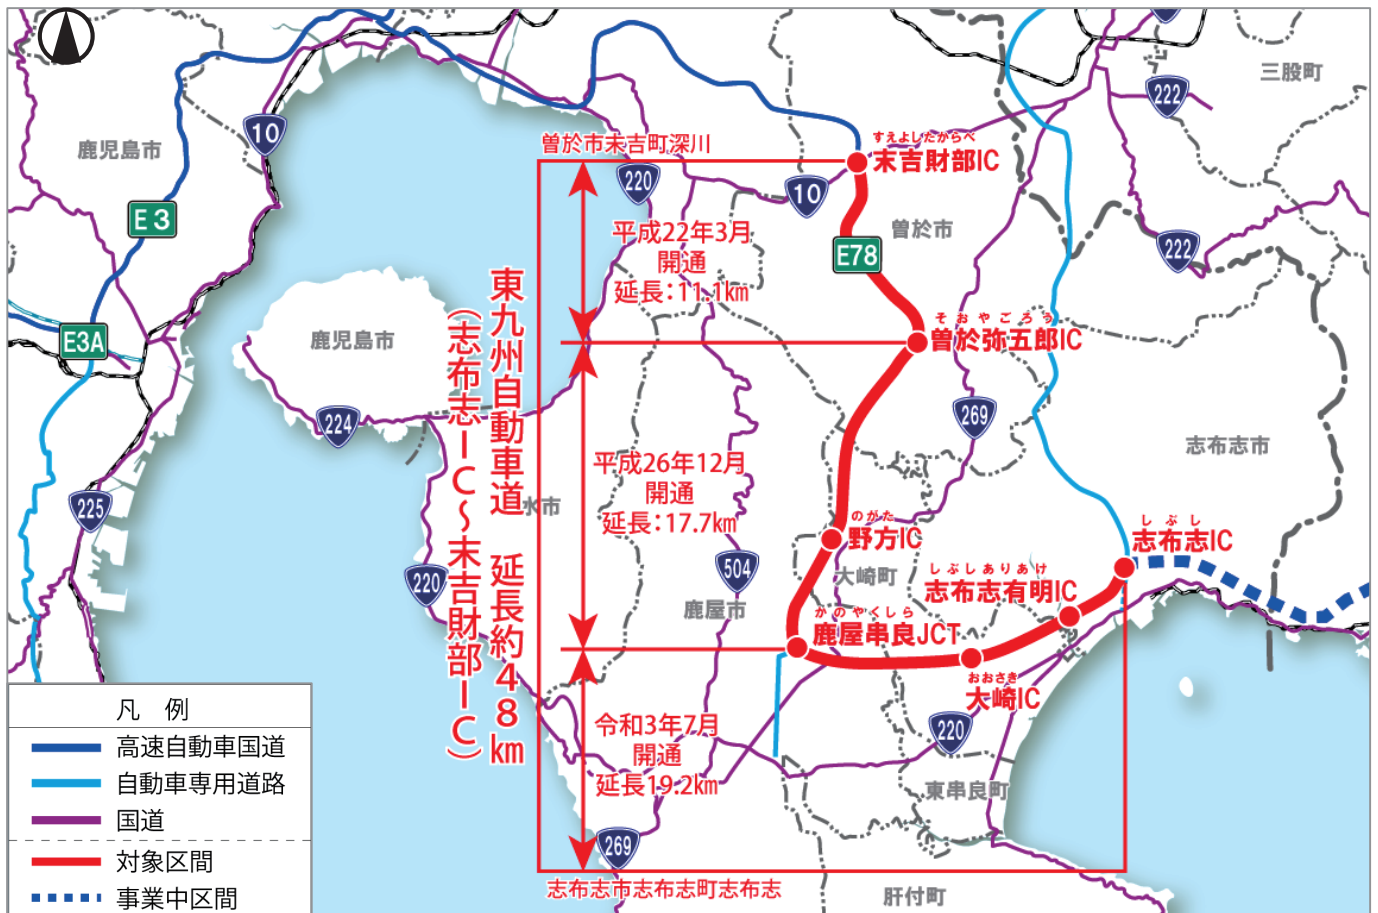 三股町
222
10
鹿児島市
曽於市末吉町深川
すえよしたからべ
末吉財部IC
220
10
E3
曽於市
222
平成22年3月
開通
延長：11.1km
E78
E3A
鹿児島市
そおやごろう
曽於弥五郎IC
東九州自動車道　延長約48km
（志布志IC～末吉財部IC）
224
269
志布志市
平成26年12月
開通
延長：17.7km
水市
225
のがた
野方IC
しぶし
志布志IC
504
大崎町
220
しぶしありあけ
志布志有明IC
鹿屋市
かのやくしら
鹿屋串良JCT
おおさき
大崎IC
令和3年7月
開通
延長19.2km
220
東串良町
269
志布志市志布志町志布志
肝付町
凡　例
高速自動車国道
自動車専用道路
国道
対象区間
事業中区間